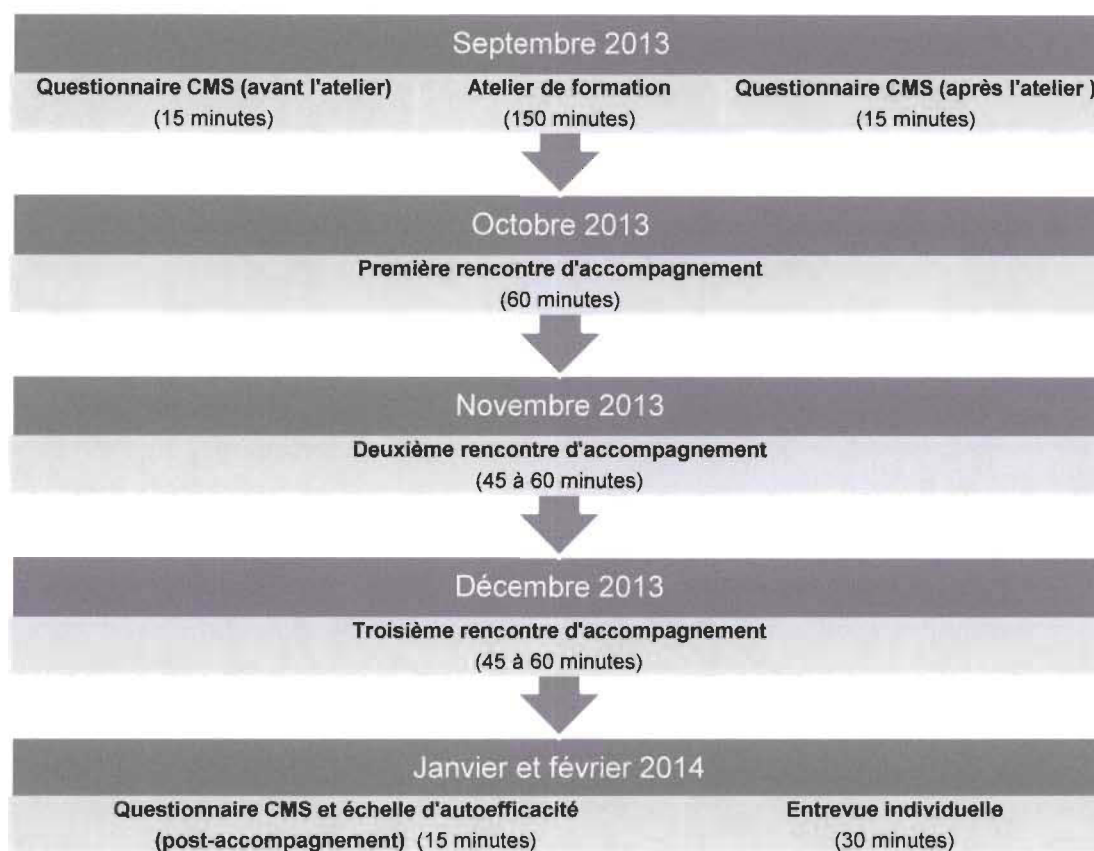 Septembre 2013
Questionnaire CMS (avant l'atelier)
(15 minutes)
Atelier de formation
(150 minutes)
Questionnaire CMS (après l'atelier )
(15 minutes)
Octobre 2013
Première rencontre d'accompagnement
(60 minutes)
Novembre 2013
Deuxième rencontre d'accompagnement
(45 à 60 minutes)
Décembre 2013
Troisième rencontre d'accompagnement
(45 à 60 minutes)
Janvier et février 2014
Questionnaire CMS et échelle d'autoefficacité
(post-accompagnement) (15 minutes)
Entrevue individuelle
(30 minutes)